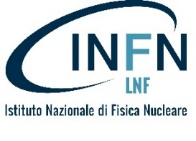 INFN
LNF
Istituto Nazionale di Fisica Nucleare